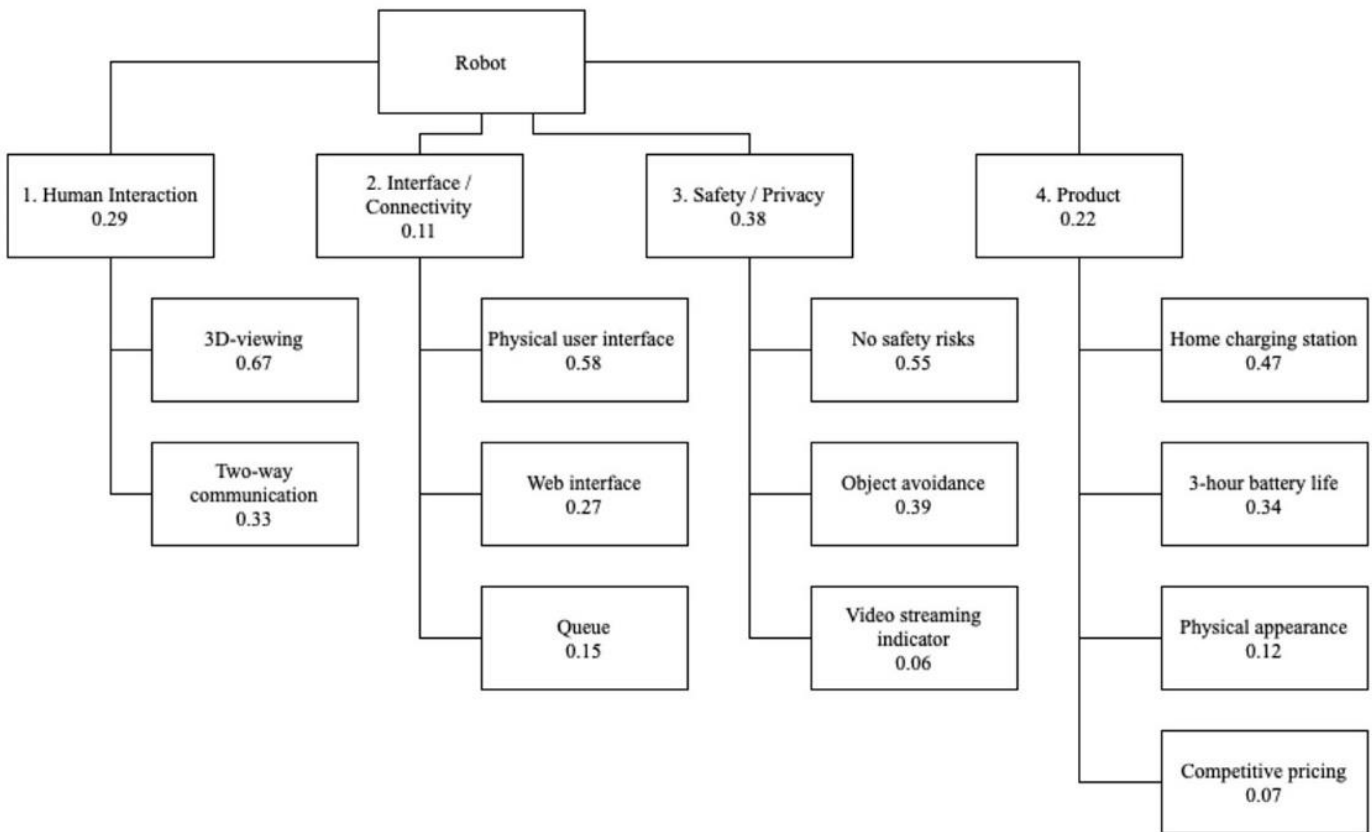 Robot
1. Human Interaction
0.29
2. Interface /
Connectivity
0.11
3. Safety / Privacy
0.38
4. Product
0.22
3D-viewing
0.67
Physical user interface
0.58
No safety risks
0.55
Home charging station
0.47
Two-way
communication
0.33
Web interface
0.27
Object avoidance
0.39
3-hour battery life
0.34
Queue
0.15
Video streaming
indicator
0.06
Physical appearance
0.12
Competitive pricing
0.07